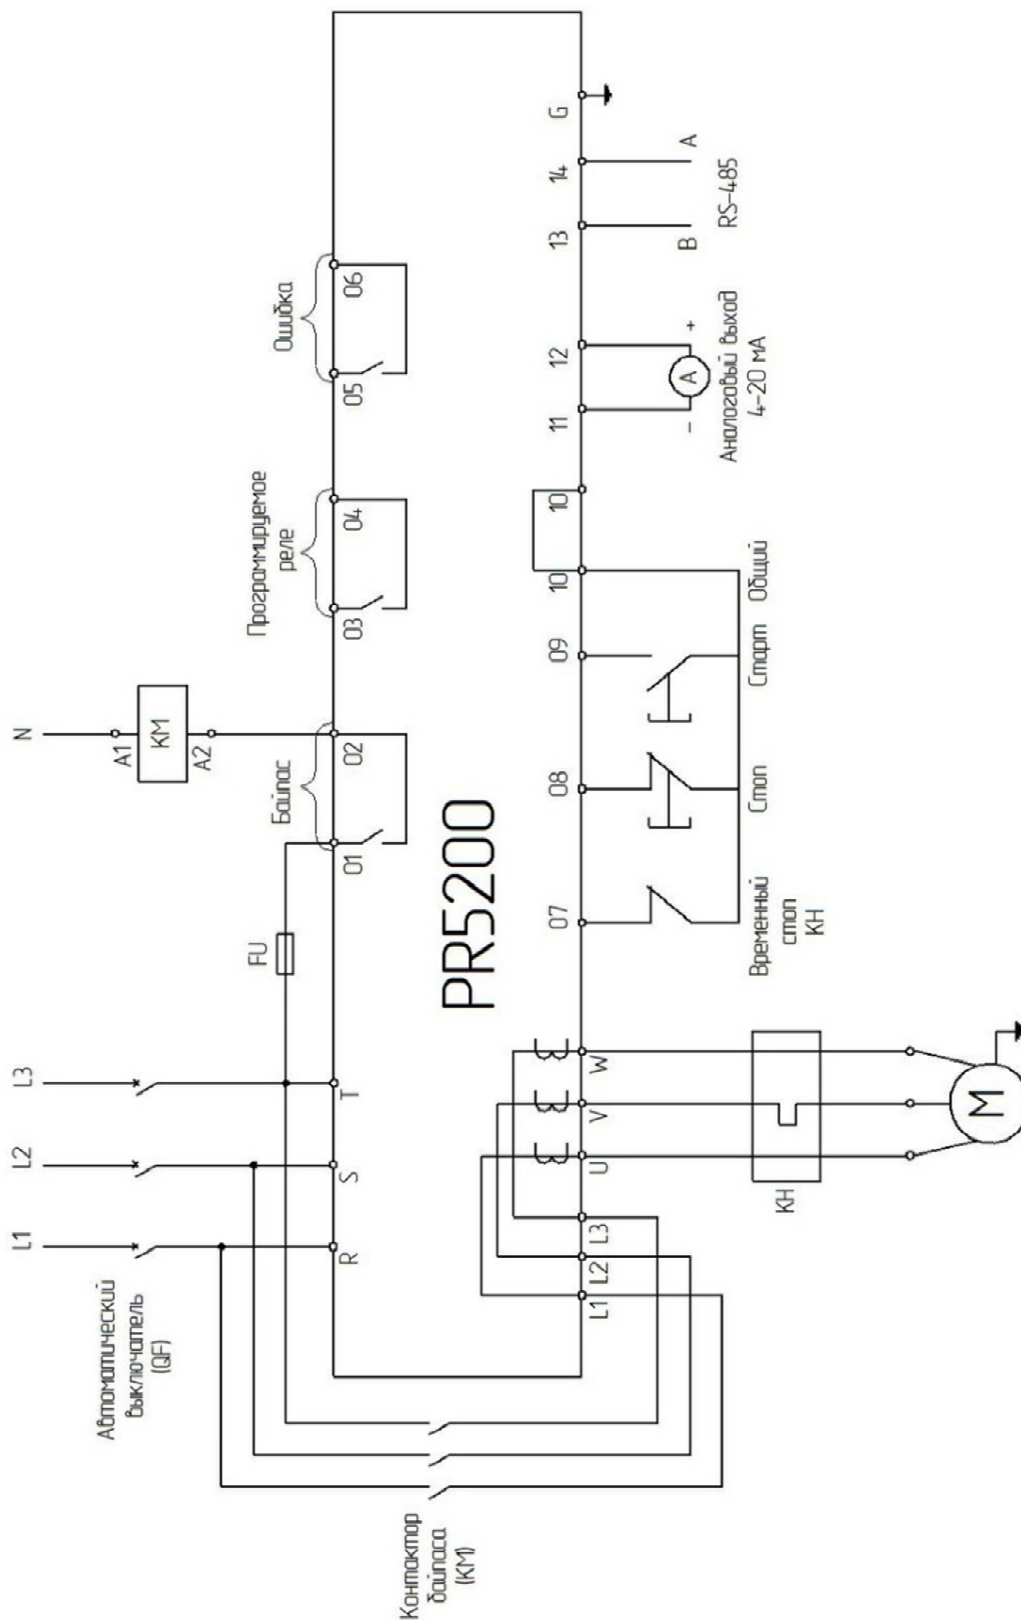 L1
L2
L3
N
Автоматический
выключатель
(QF)
FU
A1
KM
A2
Байпас
Программируемое
реле
Ошибка
R
S
T
01
02
03
04
05
06
PR5200
Контактор
байпаса
(KM)
L1
L2
L3
U
V
W
07
08
09
10
10
11
12
13
14
G
KH
M
Временный
стоп
KH
Стоп
Старт
Общий
-
A
+
Аналоговый выход
4-20 мА
B
A
RS-485